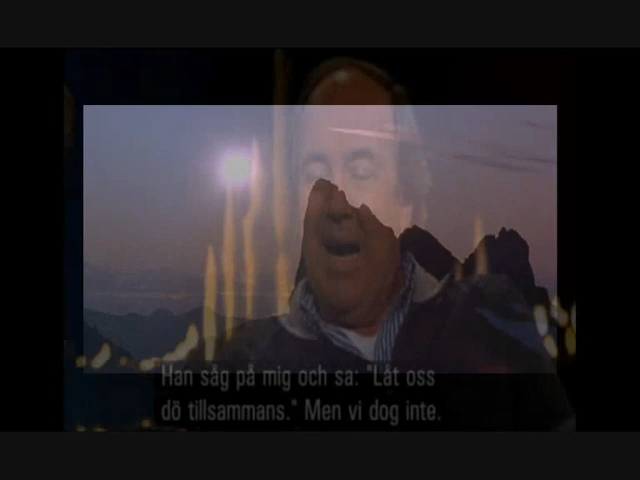 Han såg på mig och sa: "Låt oss
dö tillsammans." Men vi dog inte.